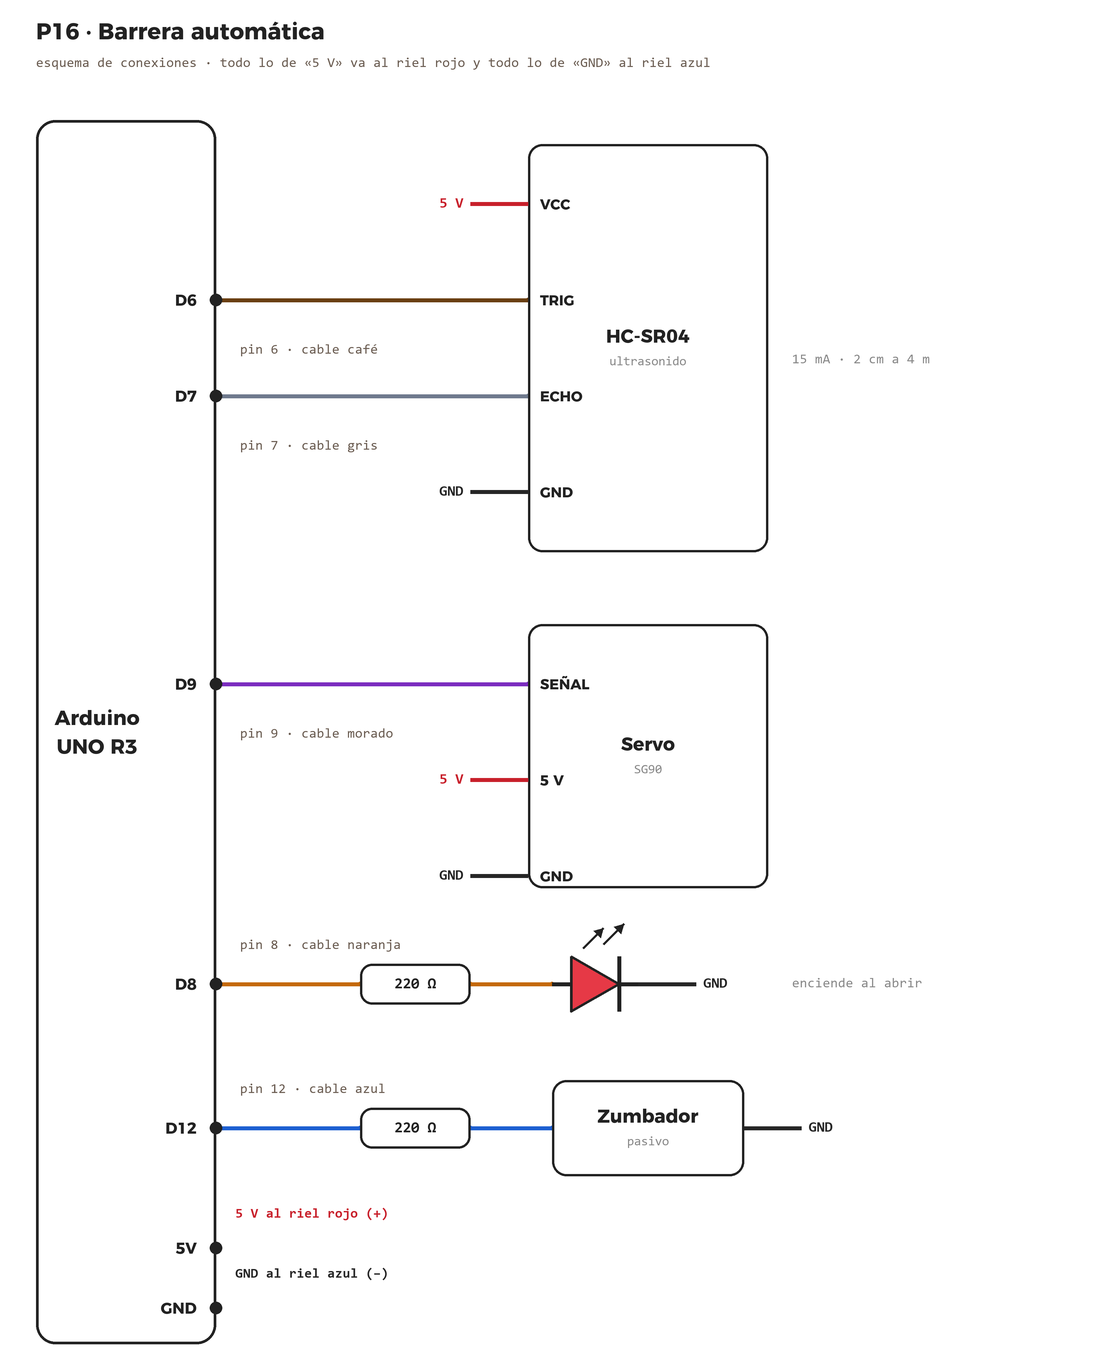 P16 · Barrera automática
esquema de conexiones · todo lo de «5 V» va al riel rojo y todo lo de «GND» al riel azul
5 V
VCC
D6
TRIG
HC-SR04
ultrasonido
pin 6 · cable café
15 mA · 2 cm a 4 m
D7
ECHO
pin 7 · cable gris
GND
GND
D9
SEÑAL
Arduino
UNO R3
pin 9 · cable morado
Servo
SG90
5 V
5 V
GND
GND
pin 8 · cable naranja
D8
220 Ω
GND
enciende al abrir
pin 12 · cable azul
D12
220 Ω
Zumbador
pasivo
GND
5 V al riel rojo (+)
5V
GND al riel azul (−)
GND